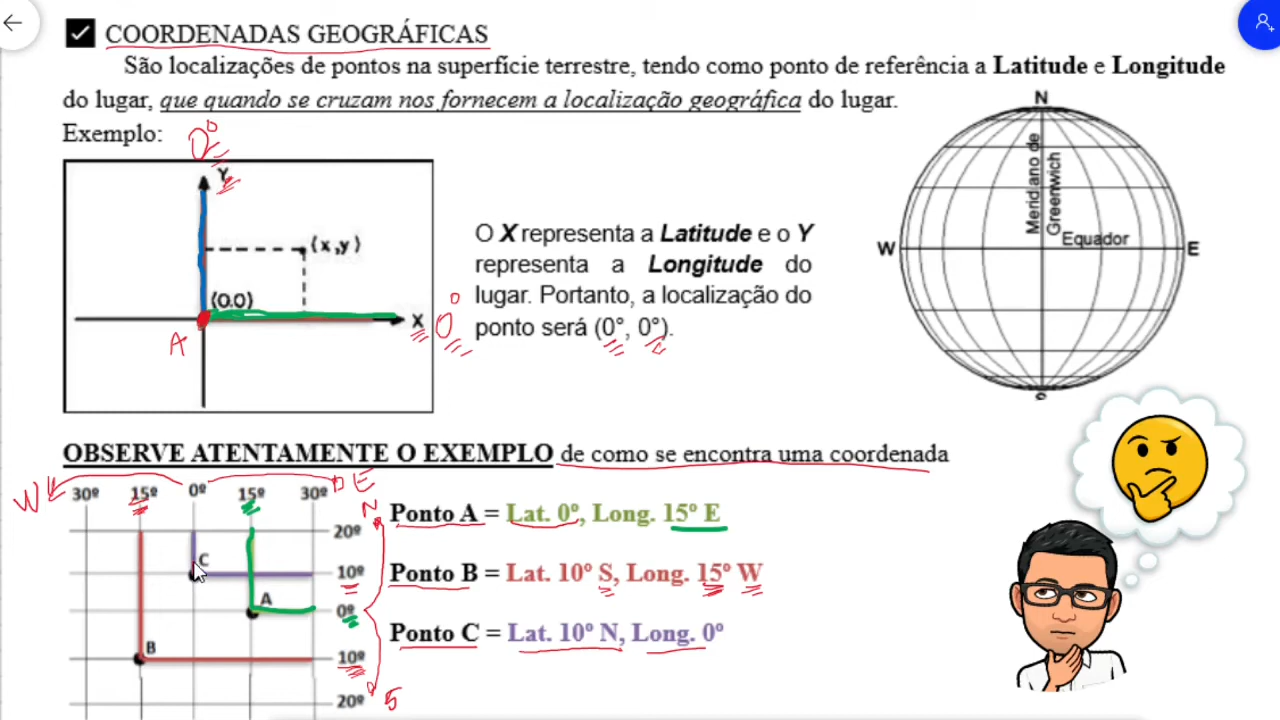 COORDENADAS GEOGRÁFICAS
São localizações de pontos na superfície terrestre, tendo como ponto de referência a Latitude e Longitude
do lugar, que quando se cruzam nos fornecem a localização geográfica do lugar.
Exemplo:
0°
Y
(x,y)
(0.0)
X
0°
A
O X representa a Latitude e o Y
representa a Longitude do
lugar. Portanto, a localização do
ponto será (0°, 0°).
N
Meridiano de
Greenwich
Equador
W
E
S
OBSERVE ATENTAMENTE O EXEMPLO de como se encontra uma coordenada
W
30º 15º 0º 15º 30º
E
N
20º
C
10º
A
0º
B
10º
20º
S
Ponto A = Lat. 0º, Long. 15º E
Ponto B = Lat. 10º S, Long. 15º W
Ponto C = Lat. 10º N, Long. 0º